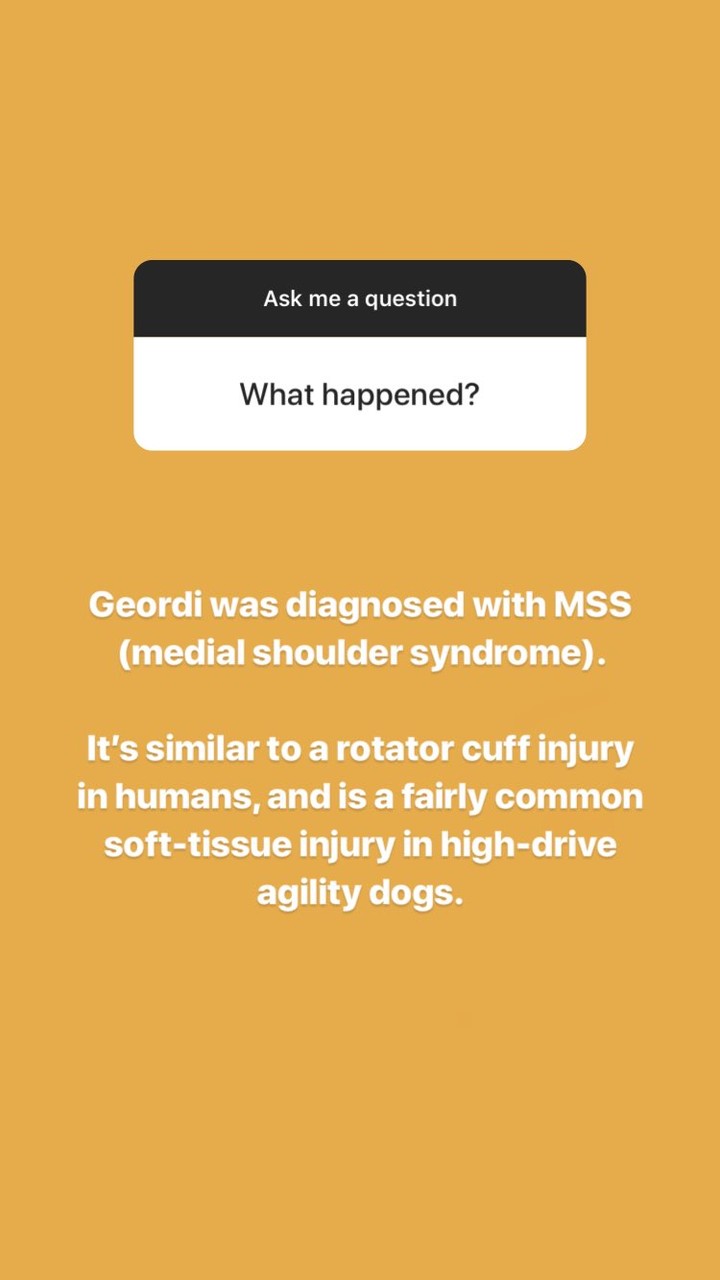 Ask me a question
What happened?
Geordi was diagnosed with MSS
(medial shoulder syndrome).
It’s similar to a rotator cuff injury
in humans, and is a fairly common
soft-tissue injury in high-drive
agility dogs.